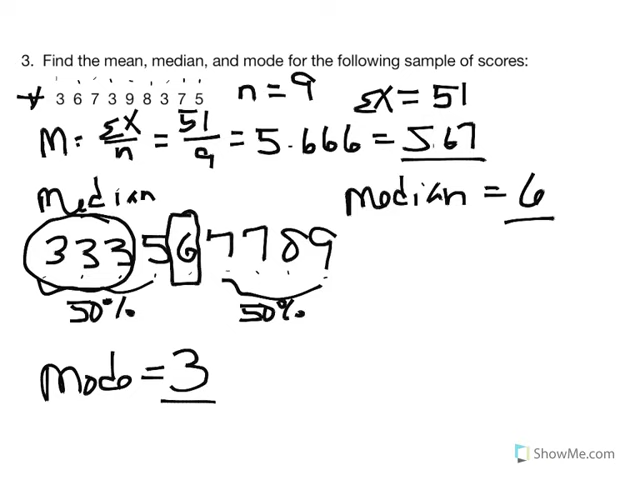 3. Find the mean, median, and mode for the following sample of scores:
3 6 7 3 9 8 3 7 5 n = 9 ΣX = 51
M = ΣX/n = 51/9 = 5.666 = 5.67
Median
Median = 6
3 3 3 5 6 7 7 8 9
50% 50%
Mode = 3
ShowMe.com